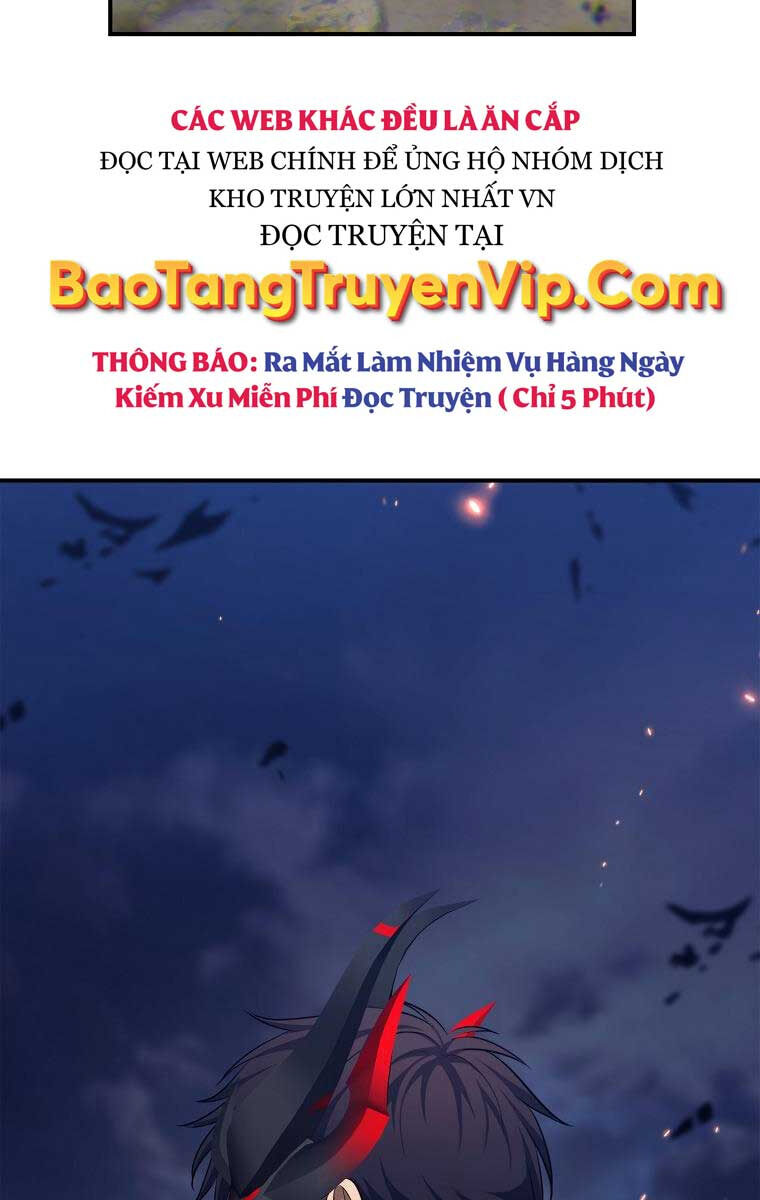 CÁC WEB KHÁC ĐỀU LÀ ĂN CẮP
ĐỌC TẠI WEB CHÍNH ĐỂ ỦNG HỘ NHÓM DỊCH
KHO TRUYỆN LỚN NHẤT VN
ĐỌC TRUYỆN TẠI
BaoTangTruyenVip.Com
THÔNG BÁO: Ra Mắt Làm Nhiệm Vụ Hàng Ngày
Kiếm Xu Miễn Phí Đọc Truyện ( Chỉ 5 Phút)